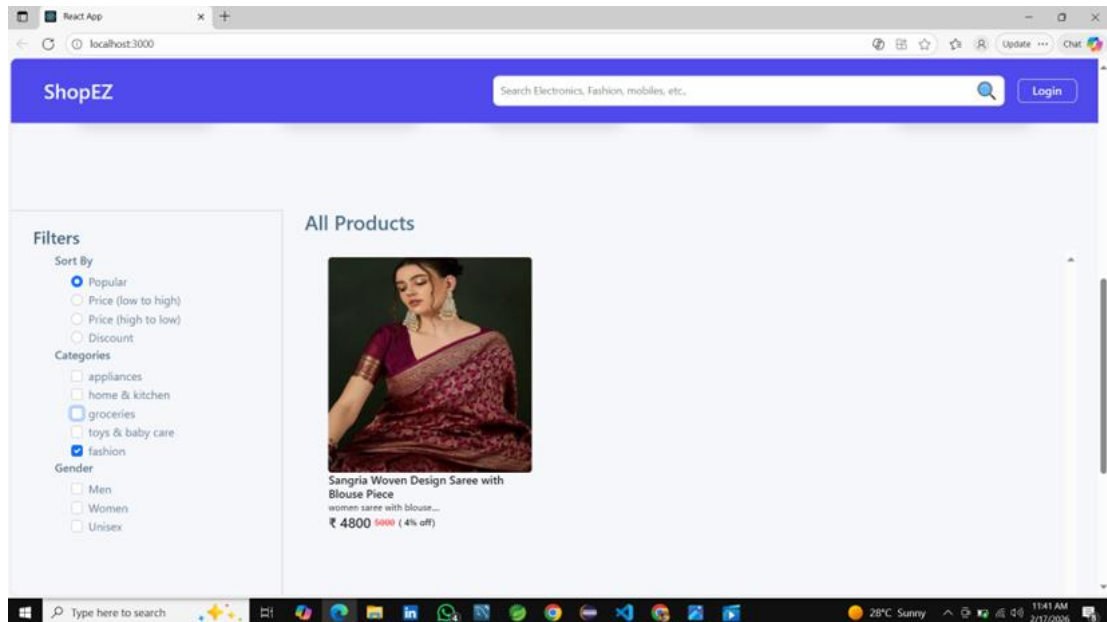 React App
localhost:3000
Update
Chat
ShopEZ
Search Electronics, Fashion, mobiles, etc.,
Login
Filters
Sort By
Popular
Price (low to high)
Price (high to low)
Discount
Categories
appliances
home & kitchen
groceries
toys & baby care
fashion
Gender
Men
Women
Unisex
All Products
Sangria Woven Design Saree with
Blouse Piece
women saree with blouse....
₹ 4800 5000 ( 4% off)
Type here to search
28°C Sunny
11:41 AM
2/17/2026